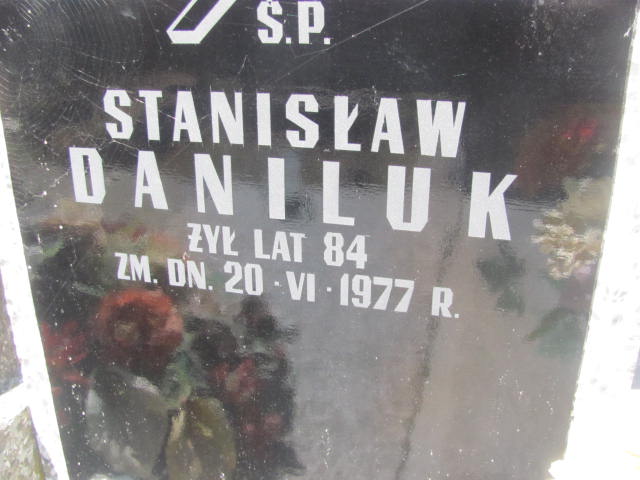 Ś.P.
STANISŁAW
DANILUK
ŻYŁ LAT 84
ZM. DN. 20·VI·1977 R.